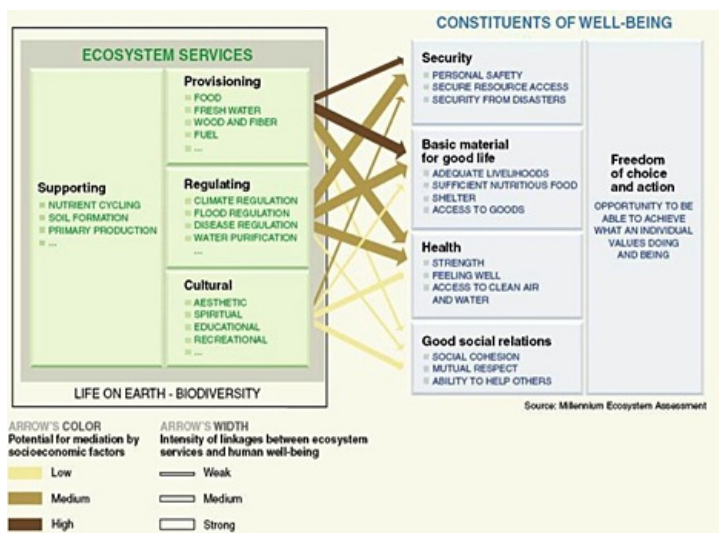 CONSTITUENTS OF WELL-BEING
ECOSYSTEM SERVICES
Supporting
NUTRIENT CYCLING
SOIL FORMATION
PRIMARY PRODUCTION
...
Provisioning
FOOD
FRESH WATER
WOOD AND FIBER
FUEL
...
Regulating
CLIMATE REGULATION
FLOOD REGULATION
DISEASE REGULATION
WATER PURIFICATION
...
Cultural
AESTHETIC
SPIRITUAL
EDUCATIONAL
RECREATIONAL
...
LIFE ON EARTH - BIODIVERSITY
Security
PERSONAL SAFETY
SECURE RESOURCE ACCESS
SECURITY FROM DISASTERS
Basic material
for good life
ADEQUATE LIVELIHOODS
SUFFICIENT NUTRITIOUS FOOD
SHELTER
ACCESS TO GOODS
Health
STRENGTH
FEELING WELL
ACCESS TO CLEAN AIR
AND WATER
Good social relations
SOCIAL COHESION
MUTUAL RESPECT
ABILITY TO HELP OTHERS
Freedom
of choice
and action
OPPORTUNITY TO BE
ABLE TO ACHIEVE
WHAT AN INDIVIDUAL
VALUES DOING
AND BEING
Source: Millennium Ecosystem Assessment
ARROW'S COLOR
Potential for mediation by
socioeconomic factors
Low
Medium
High
ARROW'S WIDTH
Intensity of linkages between ecosystem
services and human well-being
Weak
Medium
Strong